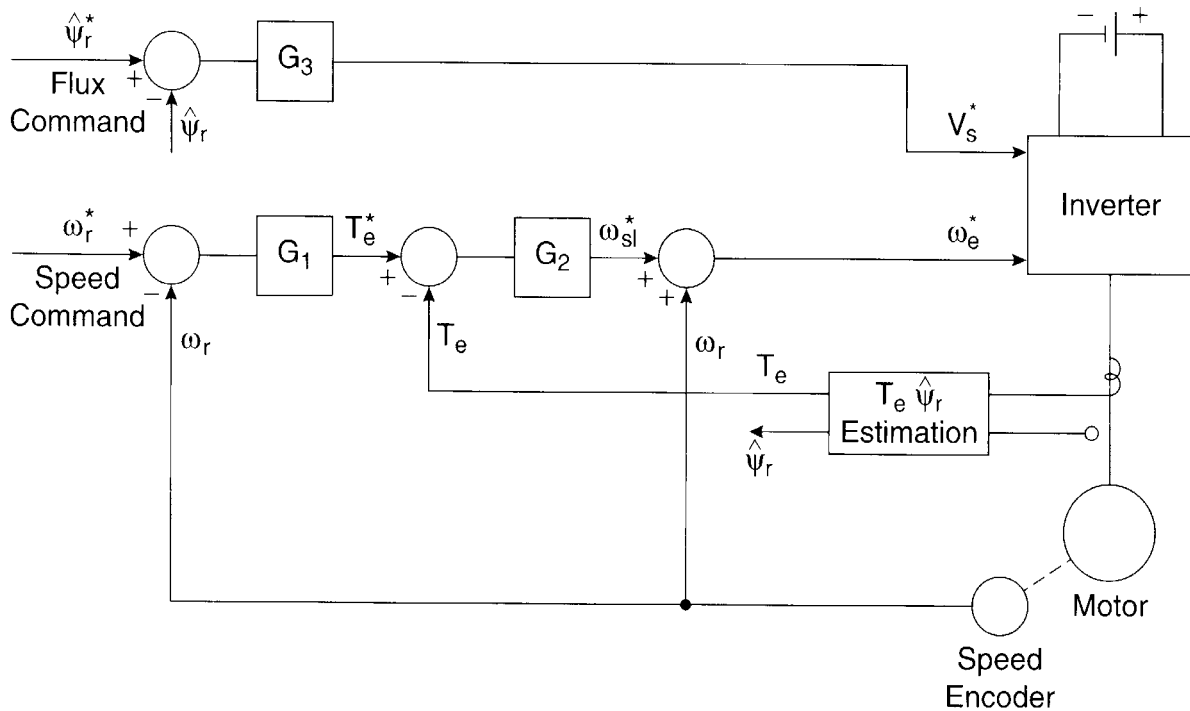 ψ̂r*
+
−
Flux
Command
ψ̂r
G3
Vs*
− +
Inverter
ωr*
+
−
Speed
Command
ωr
G1
Te*
+
−
Te
G2
ωsl*
+
+
ωr
ωe*
Te
Te ψ̂r
Estimation
ψ̂r
Motor
Speed
Encoder